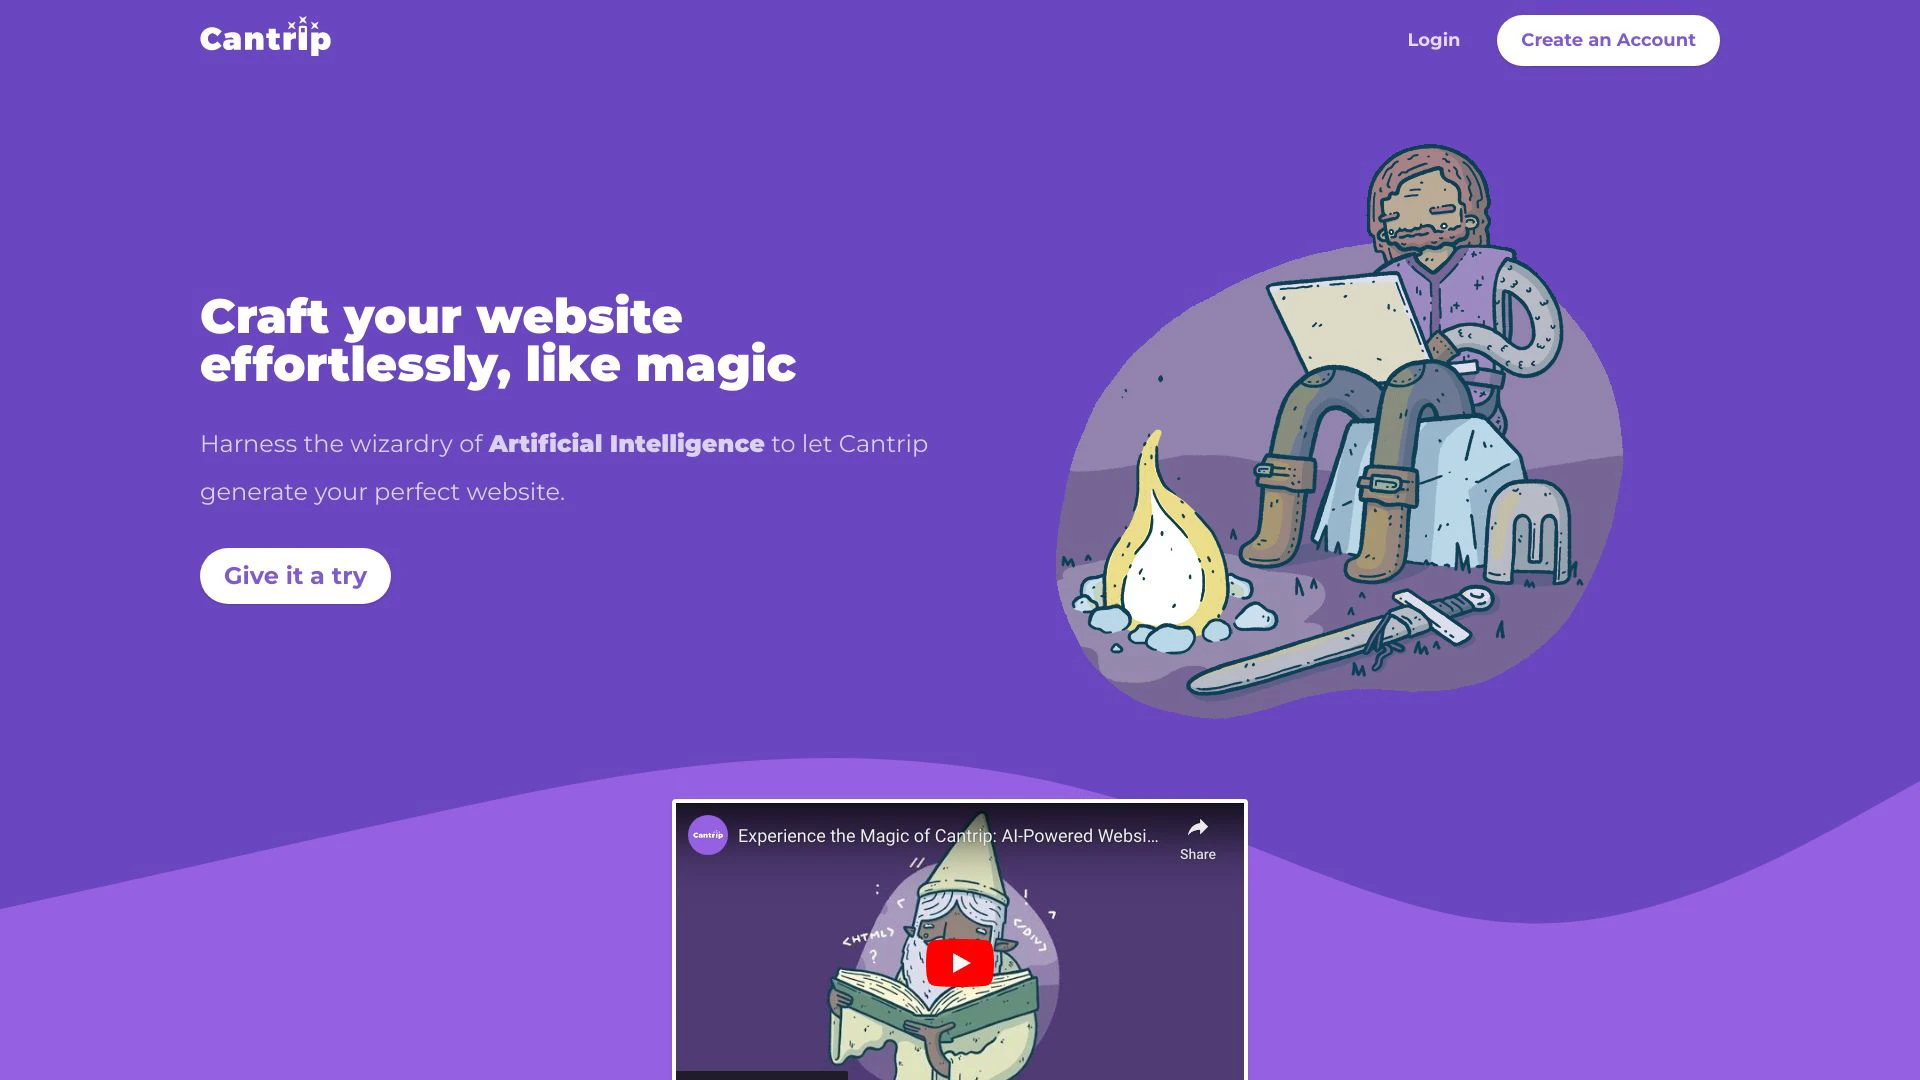 Cantrip
Login
Create an Account
Craft your website
effortlessly, like magic
Harness the wizardry of Artificial Intelligence to let Cantrip
generate your perfect website.
Give it a try
Cantrip
Experience the Magic of Cantrip: AI-Powered Websi...
Share
<HTML>
?
!
</DIV>